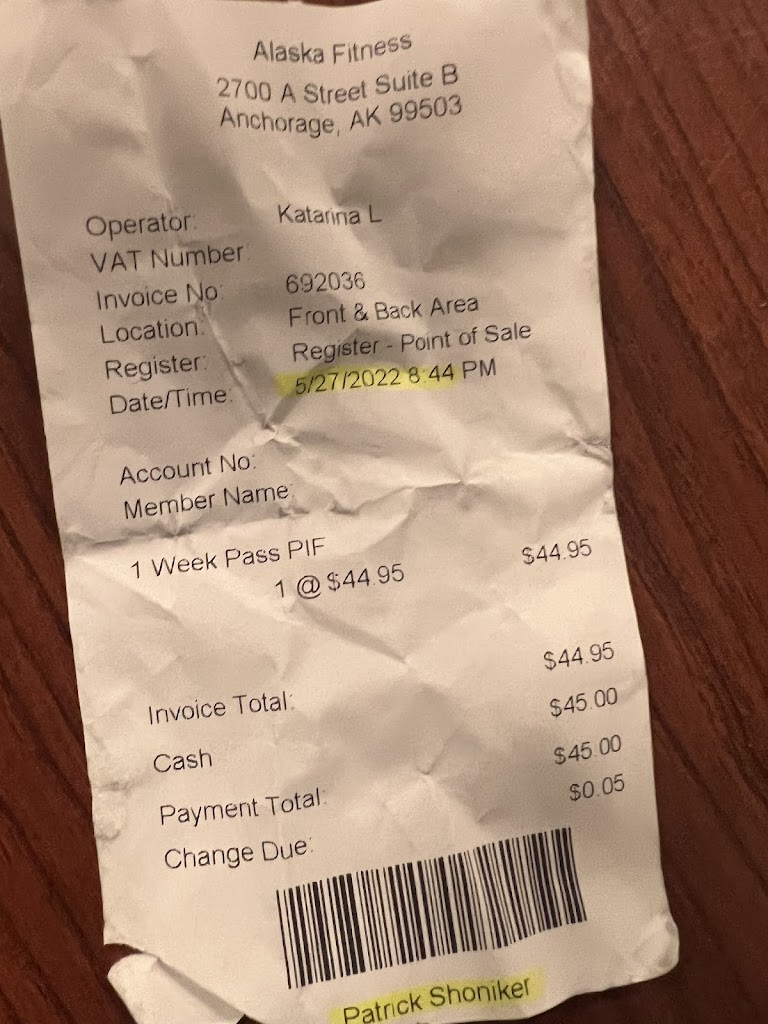 Alaska Fitness
2700 A Street Suite B
Anchorage, AK 99503
Operator: Katarina L
VAT Number:
Invoice No: 692036
Location: Front & Back Area
Register: Register - Point of Sale
Date/Time: 5/27/2022 8:44 PM
Account No:
Member Name:
1 Week Pass PIF $44.95
1 @ $44.95
Invoice Total: $44.95
Cash $45.00
Payment Total: $45.00
Change Due: $0.05
Patrick Shoniker